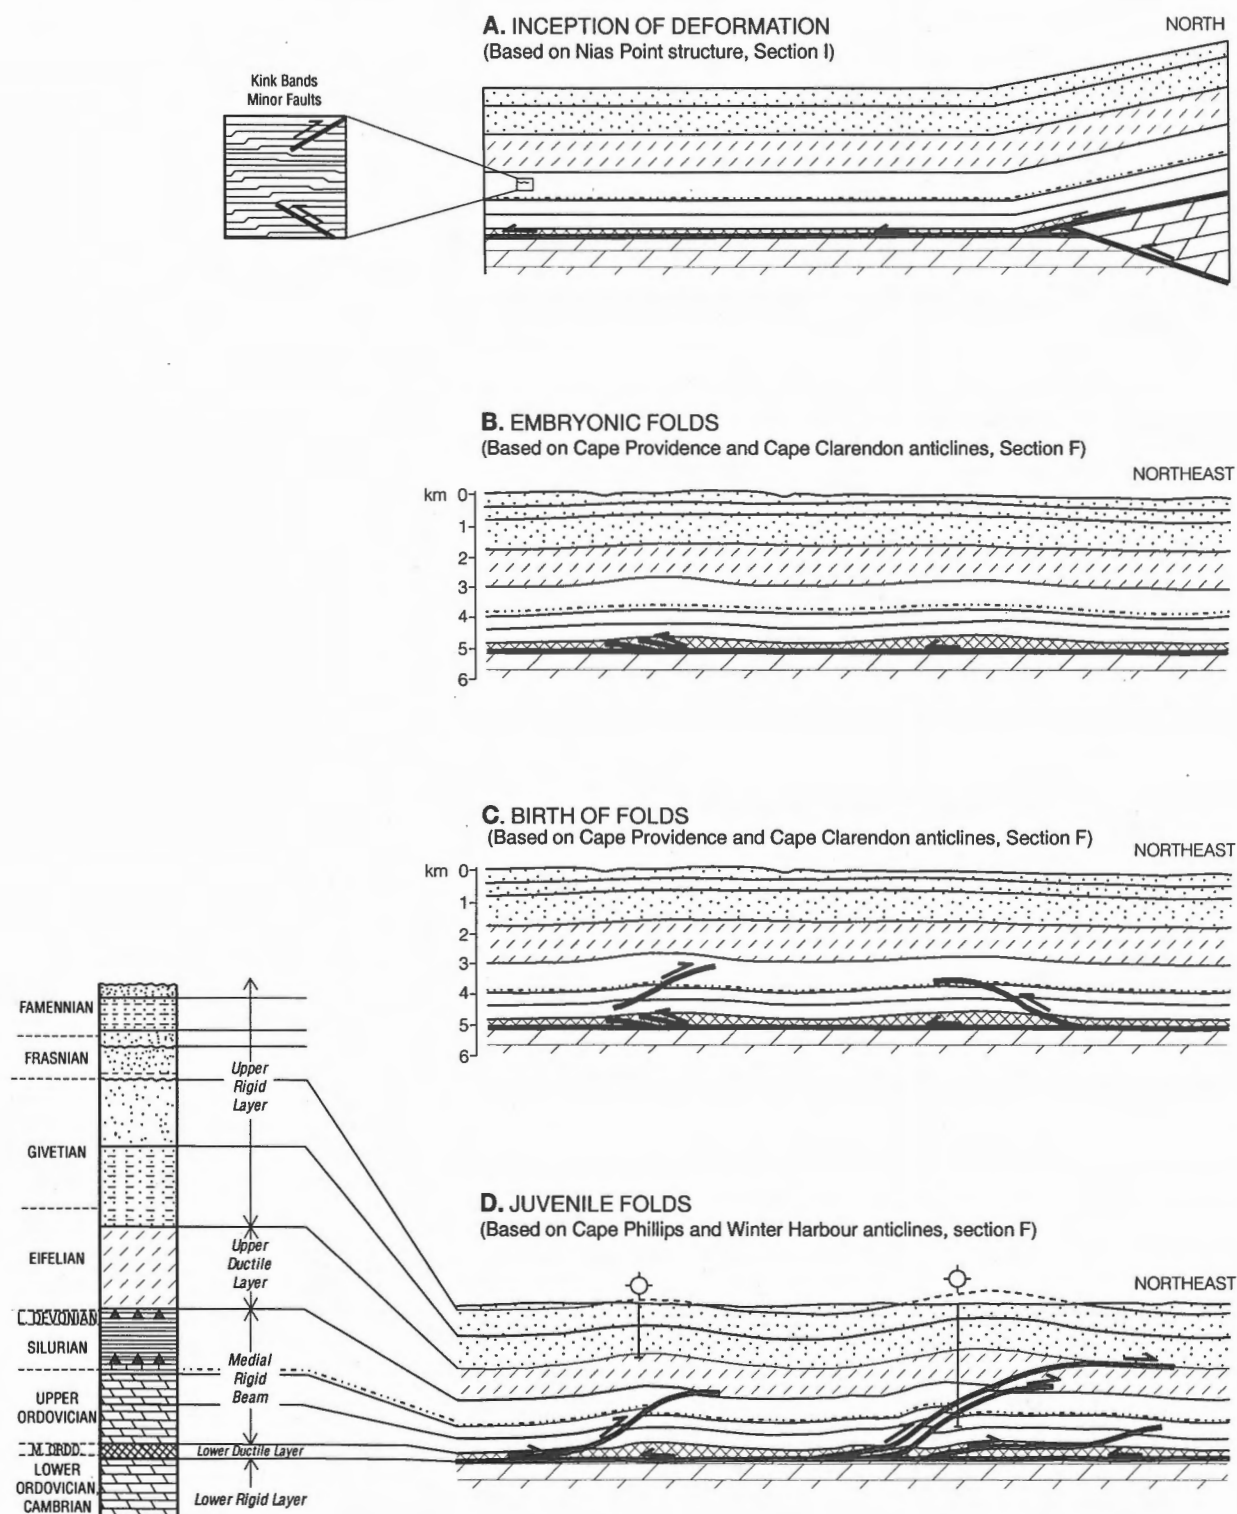 A. INCEPTION OF DEFORMATION
(Based on Nias Point structure, Section I)
NORTH
Kink Bands
Minor Faults
B. EMBRYONIC FOLDS
(Based on Cape Providence and Cape Clarendon anticlines, Section F)
NORTHEAST
km 0
1
2
3
4
5
6
C. BIRTH OF FOLDS
(Based on Cape Providence and Cape Clarendon anticlines, Section F)
NORTHEAST
km 0
1
2
3
4
5
6
FAMENNIAN
FRASNIAN
GIVETIAN
EIFELIAN
L. DEVONIAN
SILURIAN
UPPER
ORDOVICIAN
M. ORDD.
LOWER
ORDOVICIAN,
CAMBRIAN
Upper
Rigid
Layer
Upper
Ductile
Layer
Medial
Rigid
Beam
Lower Ductile Layer
Lower Rigid Layer
D. JUVENILE FOLDS
(Based on Cape Phillips and Winter Harbour anticlines, section F)
NORTHEAST